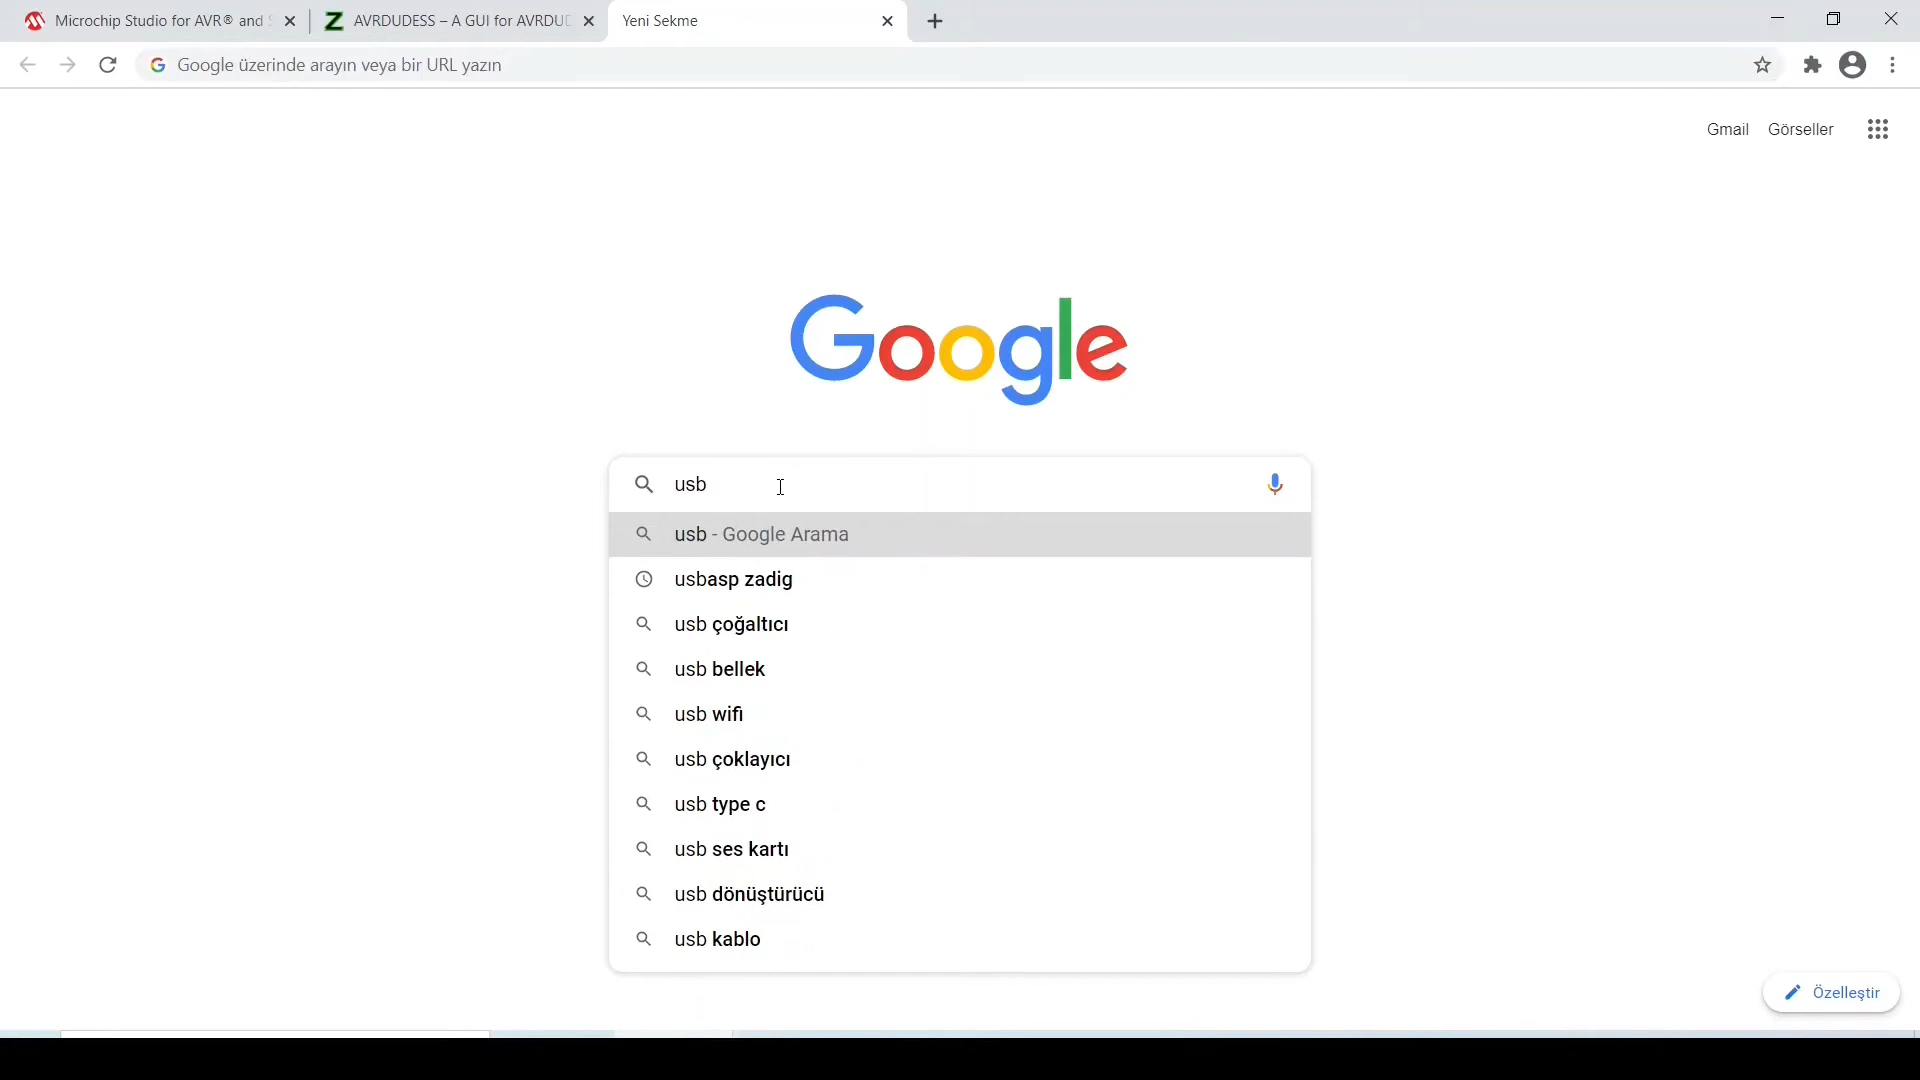 Microchip Studio for AVR® and S
AVRDUDESS – A GUI for AVRDUD
Yeni Sekme
Google üzerinde arayın veya bir URL yazın
Gmail
Görseller
Google
usb
usb - Google Arama
usbasp zadig
usb çoğaltıcı
usb bellek
usb wifi
usb çoklayıcı
usb type c
usb ses kartı
usb dönüştürücü
usb kablo
Özelleştir